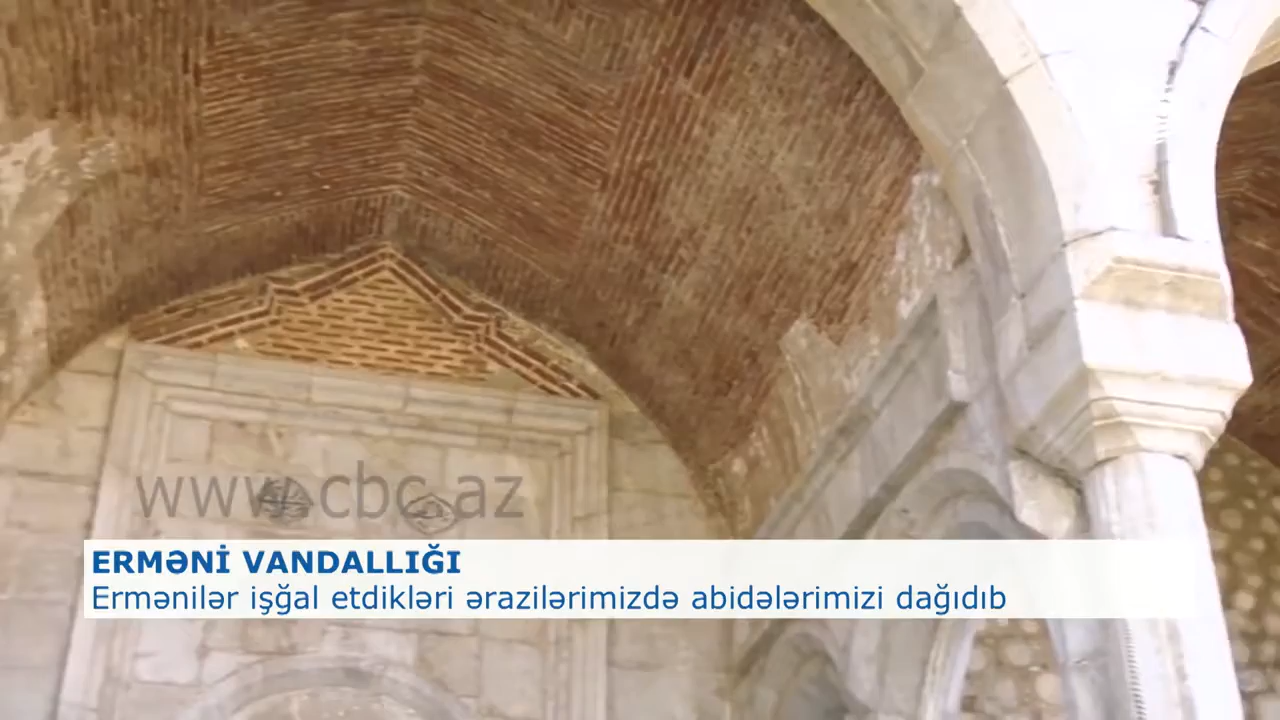 www.cbc.az
ERMƏNİ VANDALLIĞI
Ermənilər işğal etdikləri ərazilərimizdə abidələrimizi dağıdıb